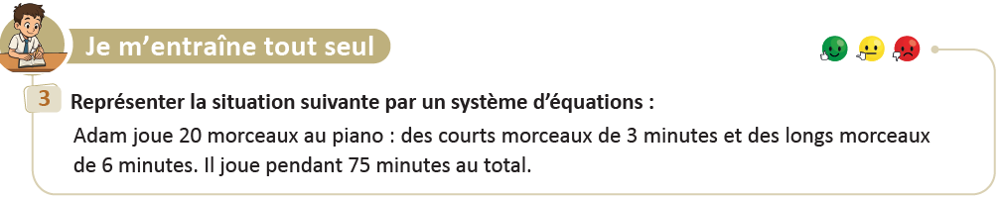 Je m’entraîne tout seul
3 Représenter la situation suivante par un système d’équations :
Adam joue 20 morceaux au piano : des courts morceaux de 3 minutes et des longs morceaux
de 6 minutes. Il joue pendant 75 minutes au total.